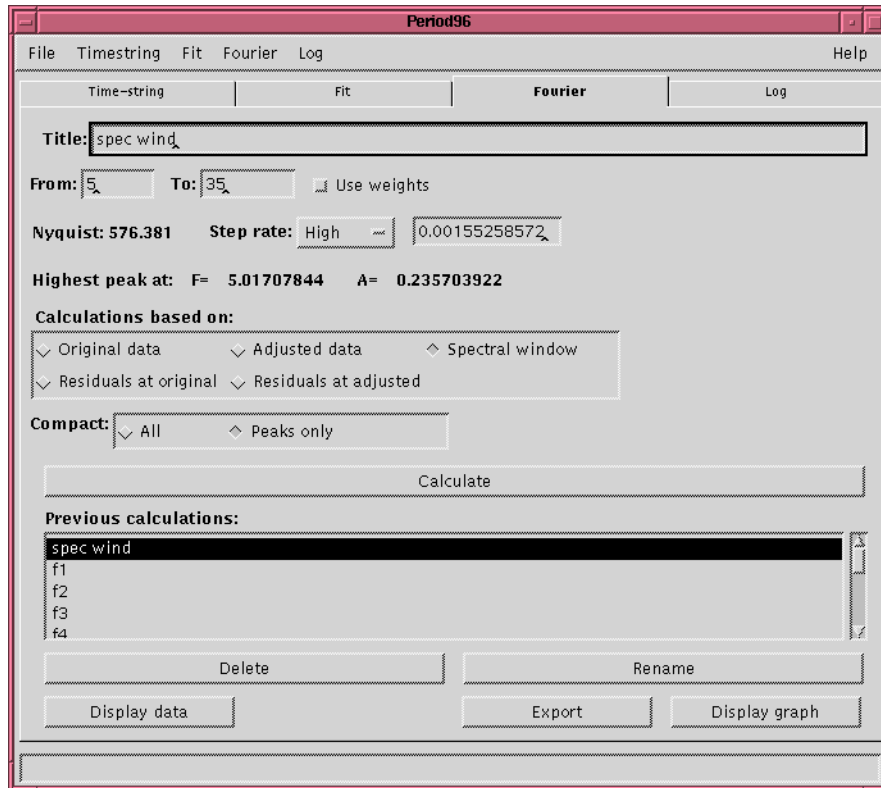 Period96
File Timestring Fit Fourier Log Help
Time-string Fit Fourier Log
Title: spec wind
From: 5 To: 35 Use weights
Nyquist: 576.381 Step rate: High 0.00155258572
Highest peak at: F= 5.01707844 A= 0.235703922
Calculations based on:
Original data Adjusted data Spectral window
Residuals at original Residuals at adjusted
Compact: All Peaks only
Calculate
Previous calculations:
spec wind
f1
f2
f3
f4
Delete Rename
Display data Export Display graph